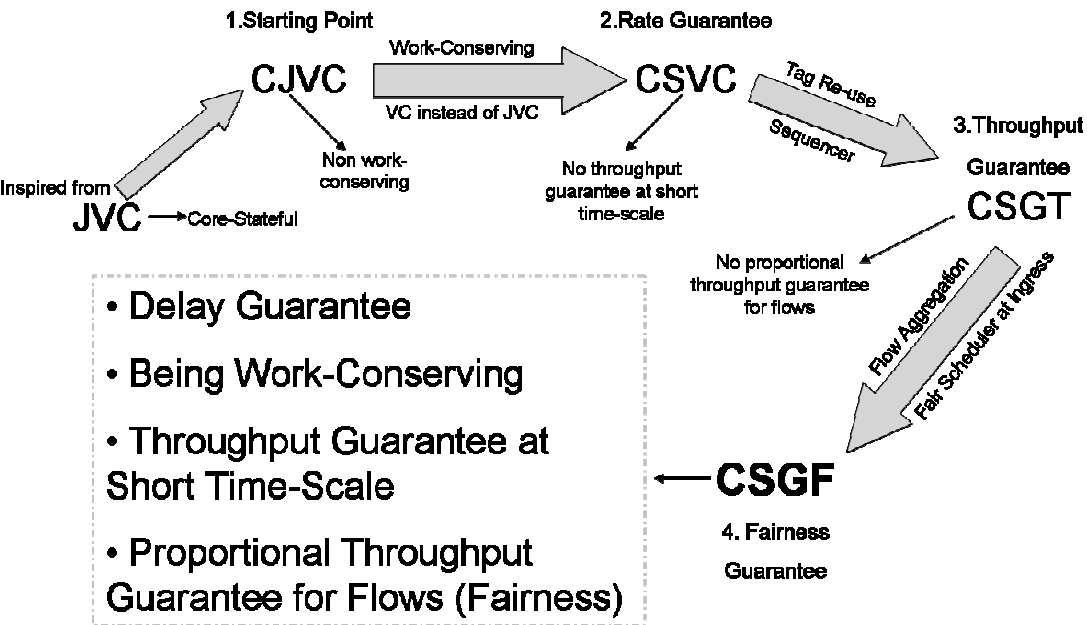 1.Starting Point
2.Rate Guarantee
Work-Conserving
CJVC
CSVC
VC instead of JVC
Tag Re-use
Sequencer
3.Throughput
Guarantee
CSGT
Inspired from
JVC
Core-Stateful
Non work-
conserving
No throughput
guarantee at short
time-scale
No proportional
throughput guarantee
for flows
Flow Aggregation
Fair Scheduler at Ingress
CSGF
4. Fairness
Guarantee
• Delay Guarantee
• Being Work-Conserving
• Throughput Guarantee at
Short Time-Scale
• Proportional Throughput
Guarantee for Flows (Fairness)